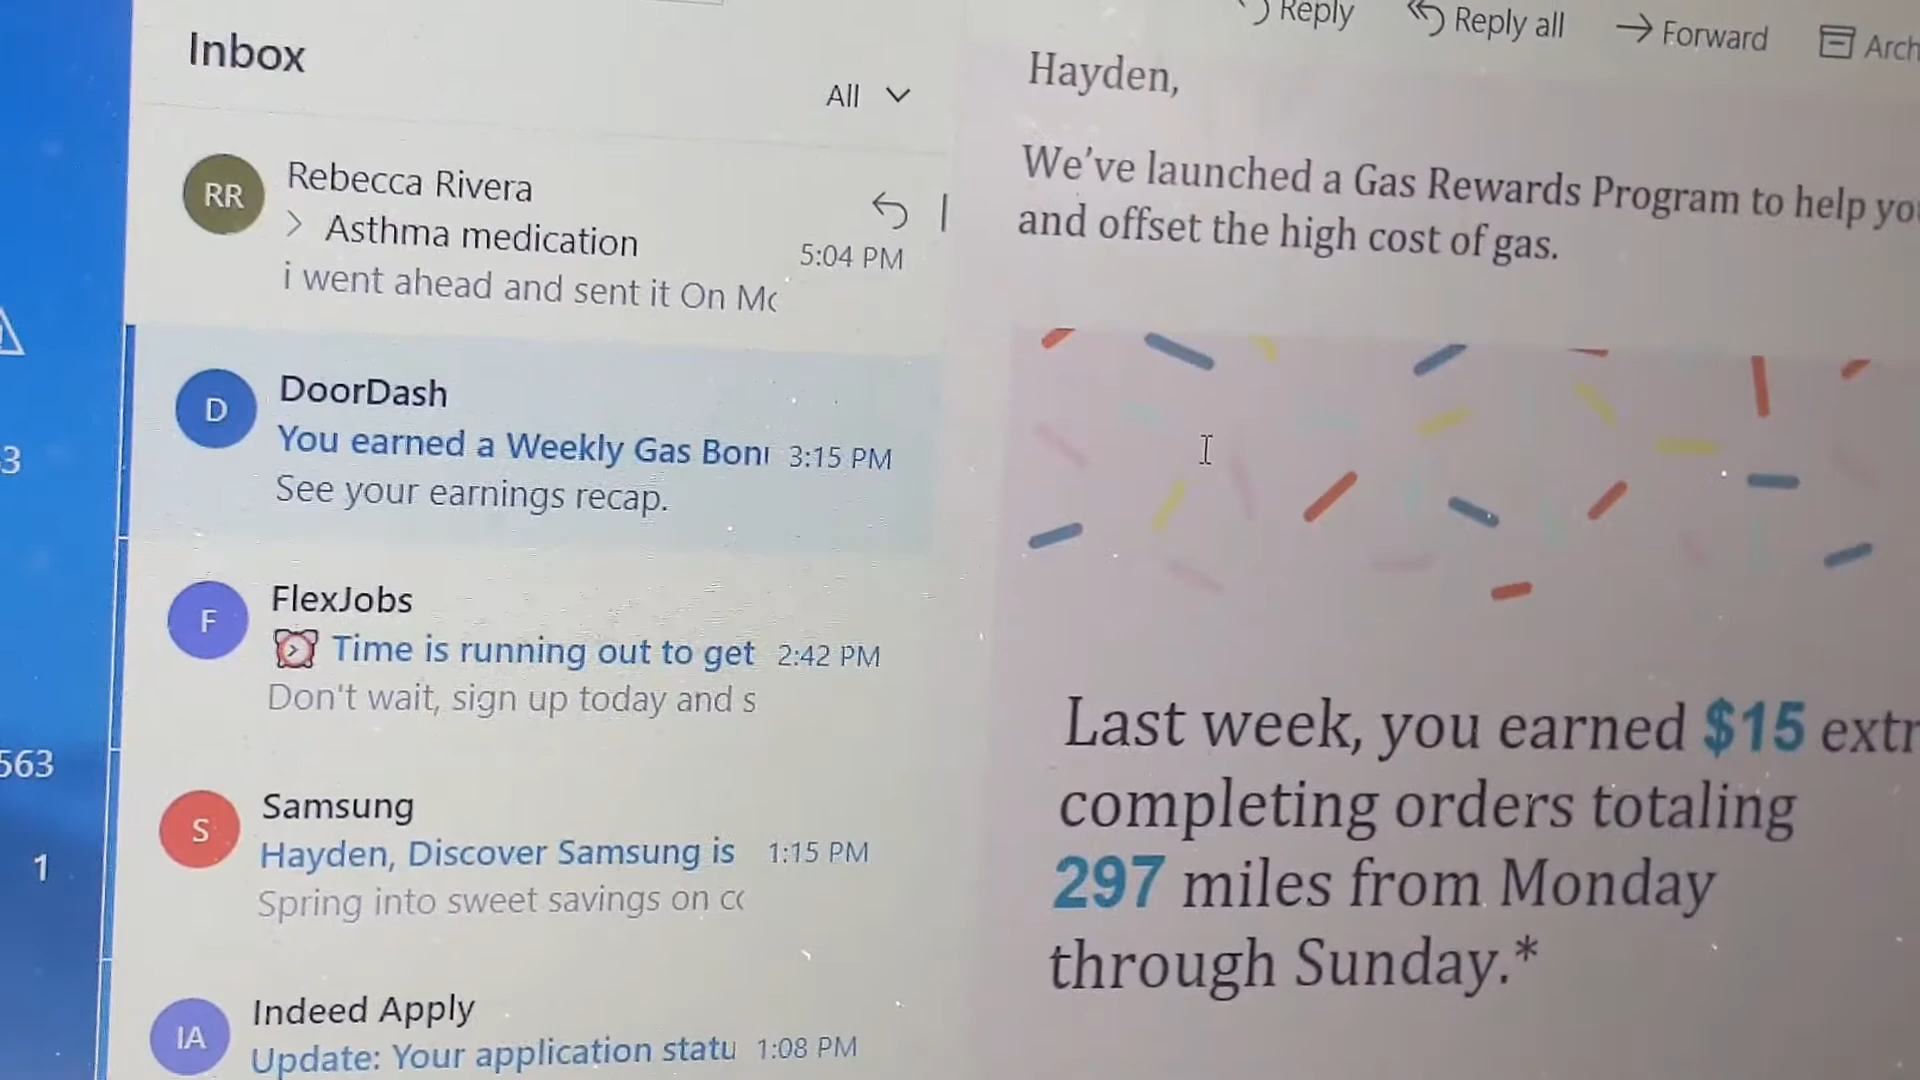 Inbox
All
RR
Rebecca Rivera
Asthma medication
5:04 PM
i went ahead and sent it On
D
DoorDash
You earned a Weekly Gas
3:15 PM
See your earnings recap.
F
FlexJobs
Time is running out to get
2:42 PM
Don't wait, sign up today and s
S
Samsung
Hayden, Discover Samsung is
1:15 PM
Spring into sweet savings on
IA
Indeed Apply
Update: Your application statu
1:08 PM
3
563
1
Reply
Reply all
Forward
Arch
Hayden,
We've launched a Gas Rewards Program to help you
and offset the high cost of gas.
Last week, you earned $15 extr
completing orders totaling
297 miles from Monday
through Sunday.*